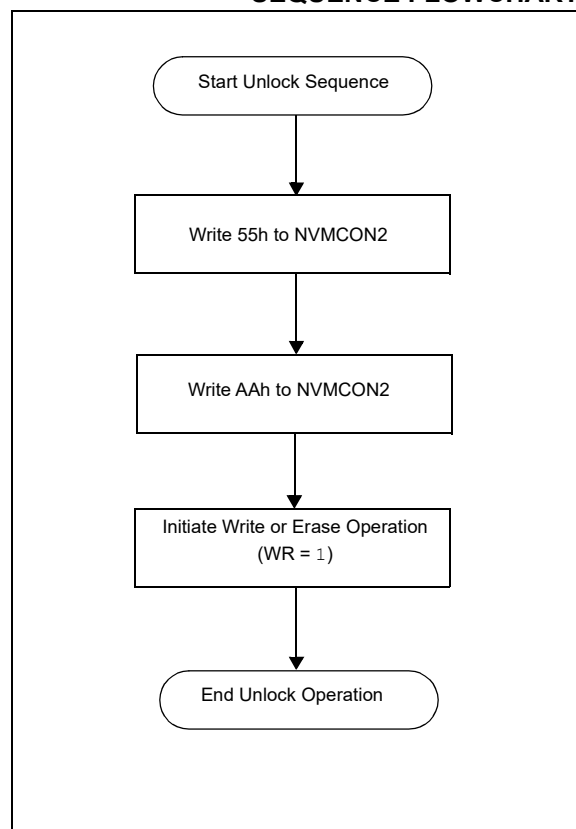 SEQUENCE FLOWCHART
Start Unlock Sequence
Write 55h to NVMCON2
Write AAh to NVMCON2
Initiate Write or Erase Operation
(WR = 1)
End Unlock Operation